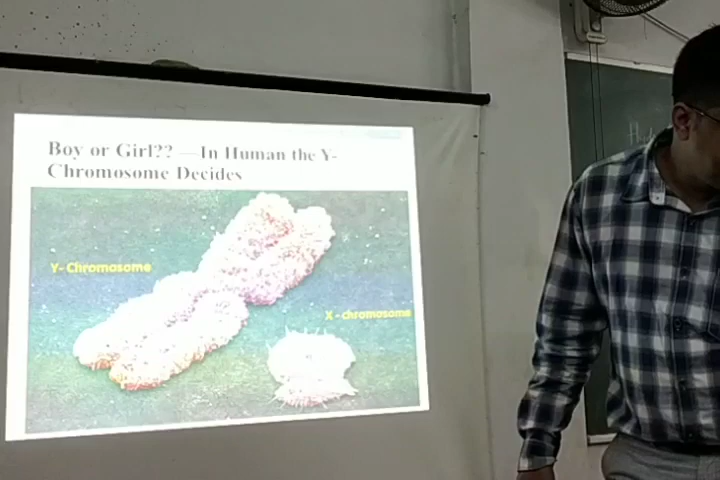 Boy or Girl?? —In Human the Y-
Chromosome Decides
Y- Chromosome
X - chromosome